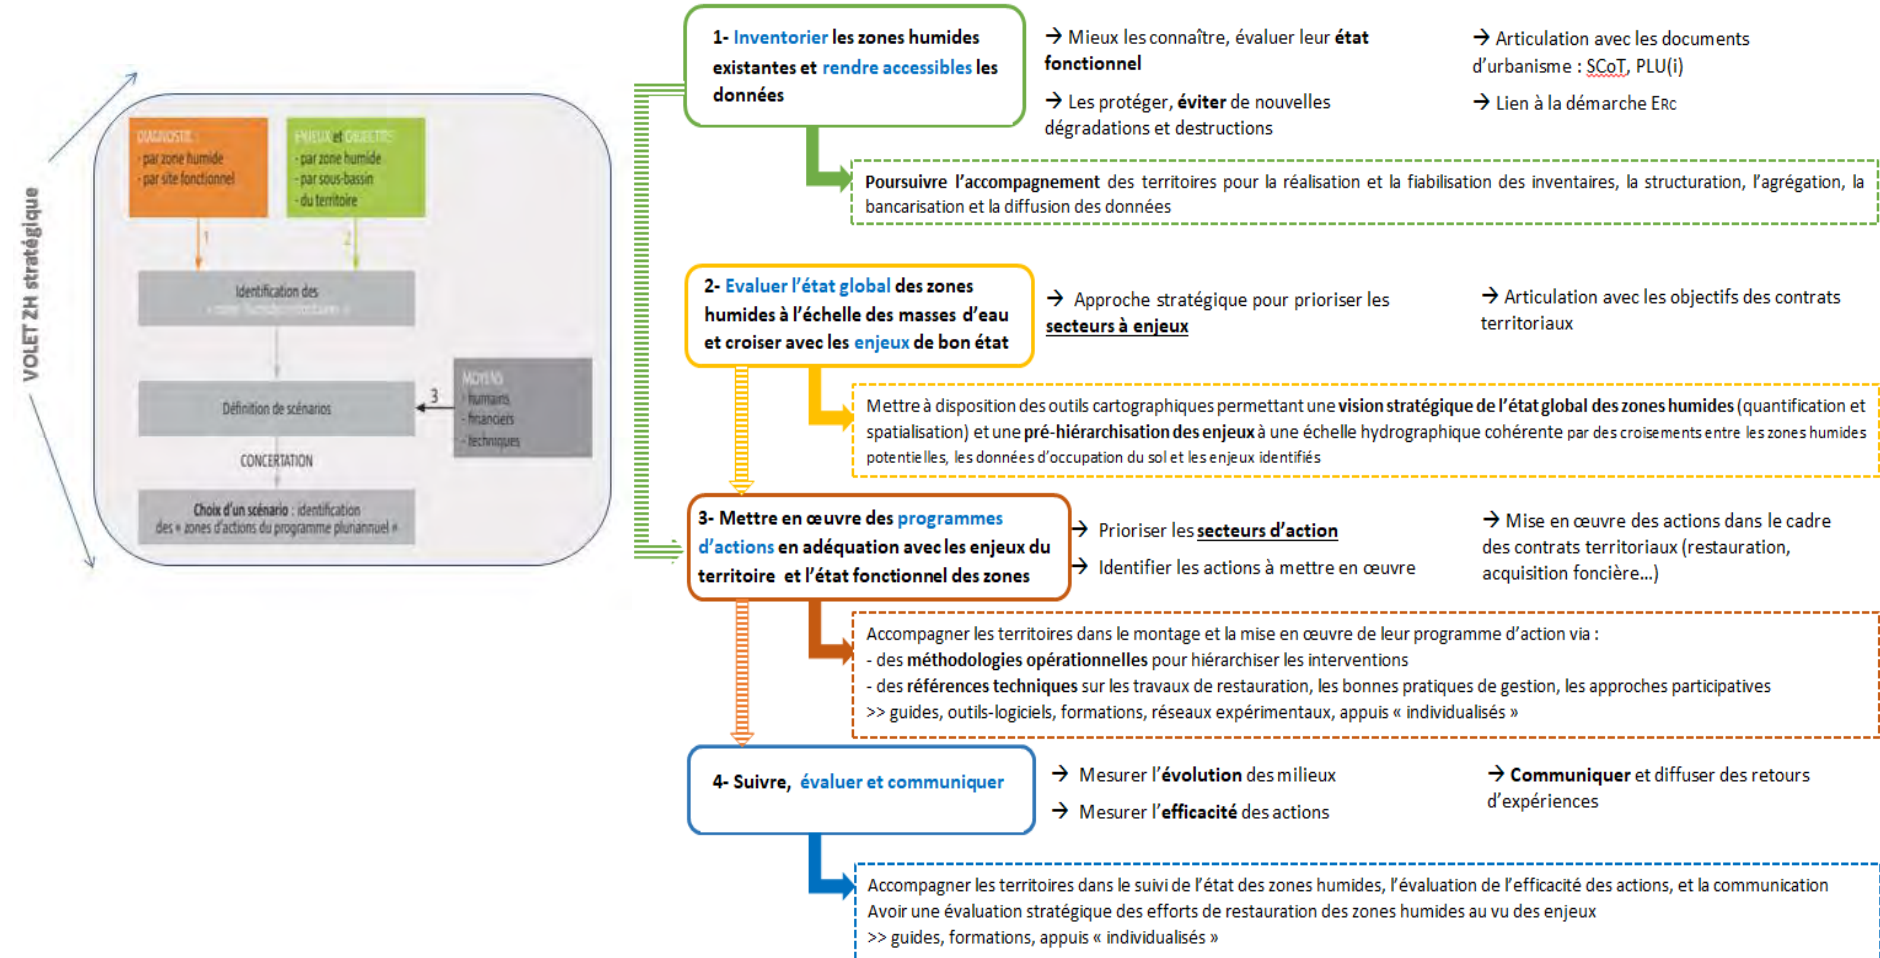 VOLET ZH stratégique
DIAGNOSTIC
- par zone humide
- par site fonctionnel
ENJEUX et OBJECTIFS
- par zone humide
- par sous-bassin
- du territoire
1
2
Identification des
Définition de scénarios
3
MOYENS
- humains
- financiers
- techniques
CONCERTATION
Choix d'un scénario : identification
des « zones d'actions du programme pluriannuel »
1- Inventorier les zones humides
existantes et rendre accessibles les
données
→ Mieux les connaître, évaluer leur état
fonctionnel
→ Les protéger, éviter de nouvelles
dégradations et destructions
→ Articulation avec les documents
d'urbanisme : SCoT, PLU(i)
→ Lien à la démarche ERC
Poursuivre l'accompagnement des territoires pour la réalisation et la fiabilisation des inventaires, la structuration, l'agrégation, la
bancarisation et la diffusion des données
2- Evaluer l'état global des zones
humides à l'échelle des masses d'eau
et croiser avec les enjeux de bon état
→ Approche stratégique pour prioriser les
secteurs à enjeux
→ Articulation avec les objectifs des contrats
territoriaux
Mettre à disposition des outils cartographiques permettant une vision stratégique de l'état global des zones humides (quantification et
spatialisation) et une pré-hiérarchisation des enjeux à une échelle hydrographique cohérente par des croisements entre les zones humides
potentielles, les données d'occupation du sol et les enjeux identifiés
3- Mettre en œuvre des programmes
d'actions en adéquation avec les enjeux du
territoire et l'état fonctionnel des zones
→ Prioriser les secteurs d'action
→ Identifier les actions à mettre en œuvre
→ Mise en œuvre des actions dans le cadre
des contrats territoriaux (restauration,
acquisition foncière...)
Accompagner les territoires dans le montage et la mise en œuvre de leur programme d'action via :
- des méthodologies opérationnelles pour hiérarchiser les interventions
- des références techniques sur les travaux de restauration, les bonnes pratiques de gestion, les approches participatives
>> guides, outils-logiciels, formations, réseaux expérimentaux, appuis « individualisés »
4- Suivre, évaluer et communiquer
→ Mesurer l'évolution des milieux
→ Mesurer l'efficacité des actions
→ Communiquer et diffuser des retours
d'expériences
Accompagner les territoires dans le suivi de l'état des zones humides, l'évaluation de l'efficacité des actions, et la communication
Avoir une évaluation stratégique des efforts de restauration des zones humides au vu des enjeux
>> guides, formations, appuis « individualisés »